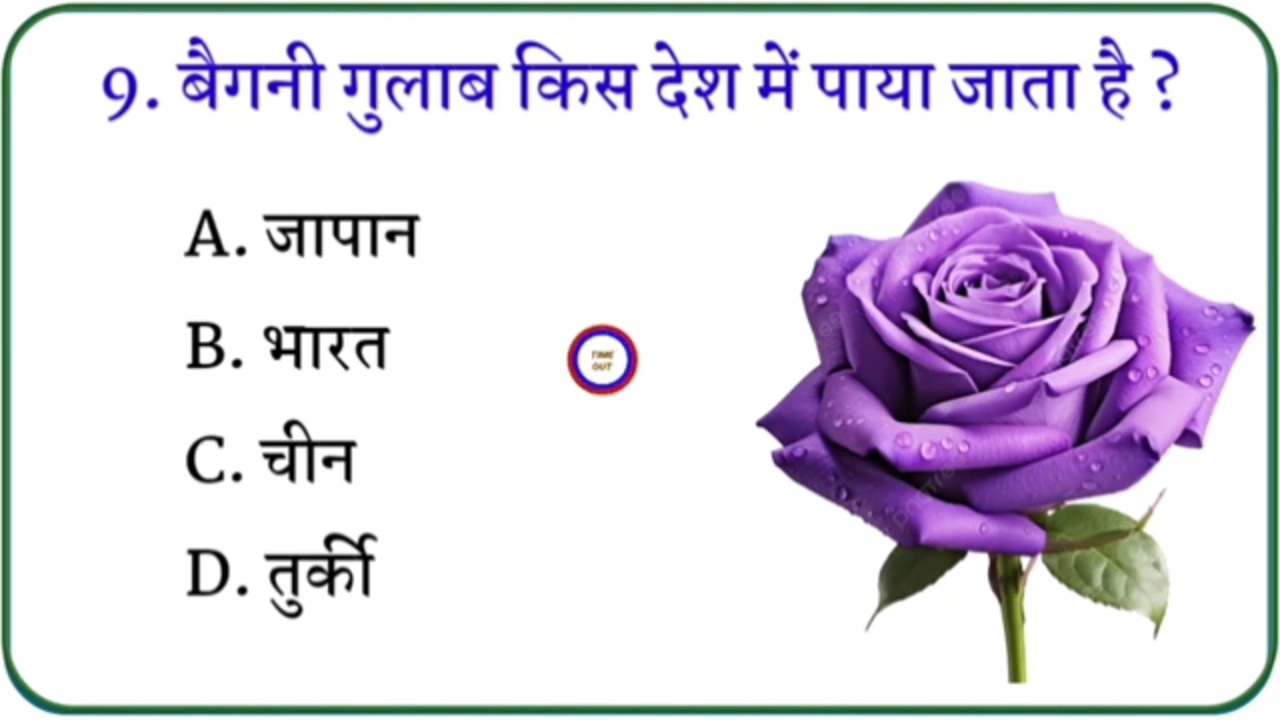 9. बैगनी गुलाब किस देश में पाया जाता है ?
A. जापान
B. भारत
TIME
OUT
C. चीन
D. तुर्की